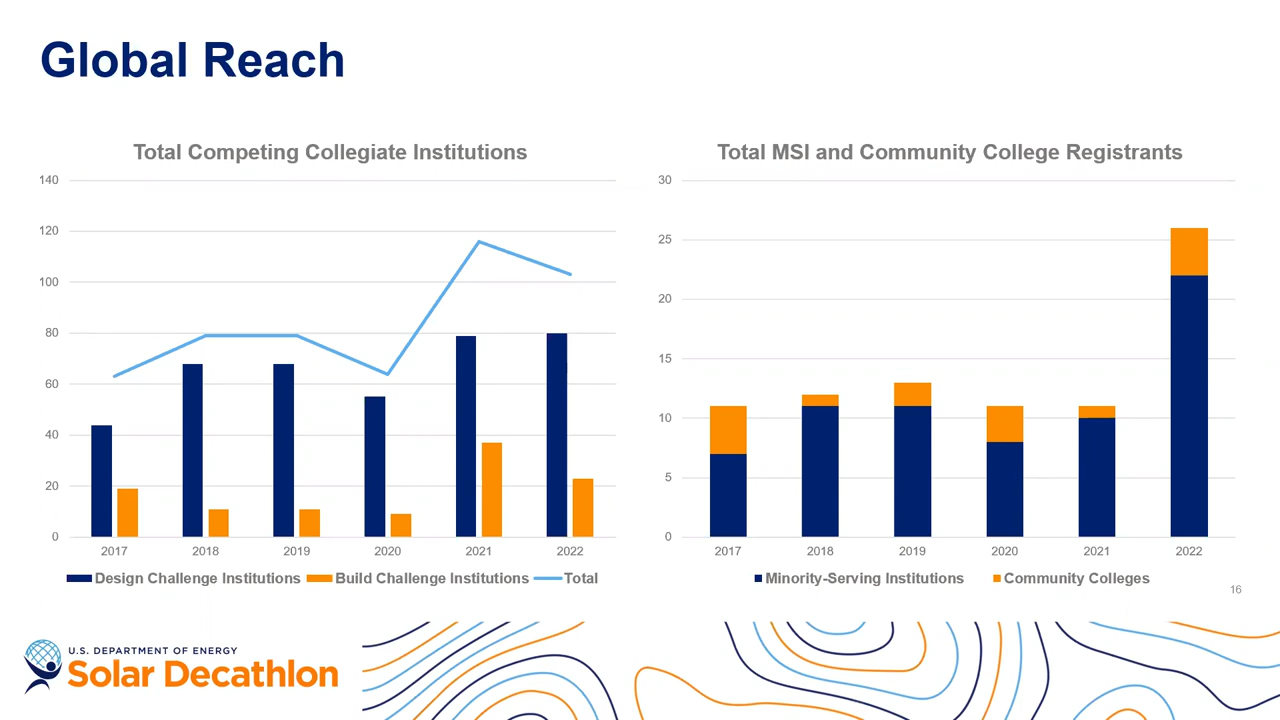 Global Reach
Total Competing Collegiate Institutions
140
120
100
80
60
40
20
0
2017 2018 2019 2020 2021 2022
Design Challenge Institutions Build Challenge Institutions Total
Total MSI and Community College Registrants
30
25
20
15
10
5
0
2017 2018 2019 2020 2021 2022
Minority-Serving Institutions Community Colleges
16
U.S. DEPARTMENT OF ENERGY
Solar Decathlon